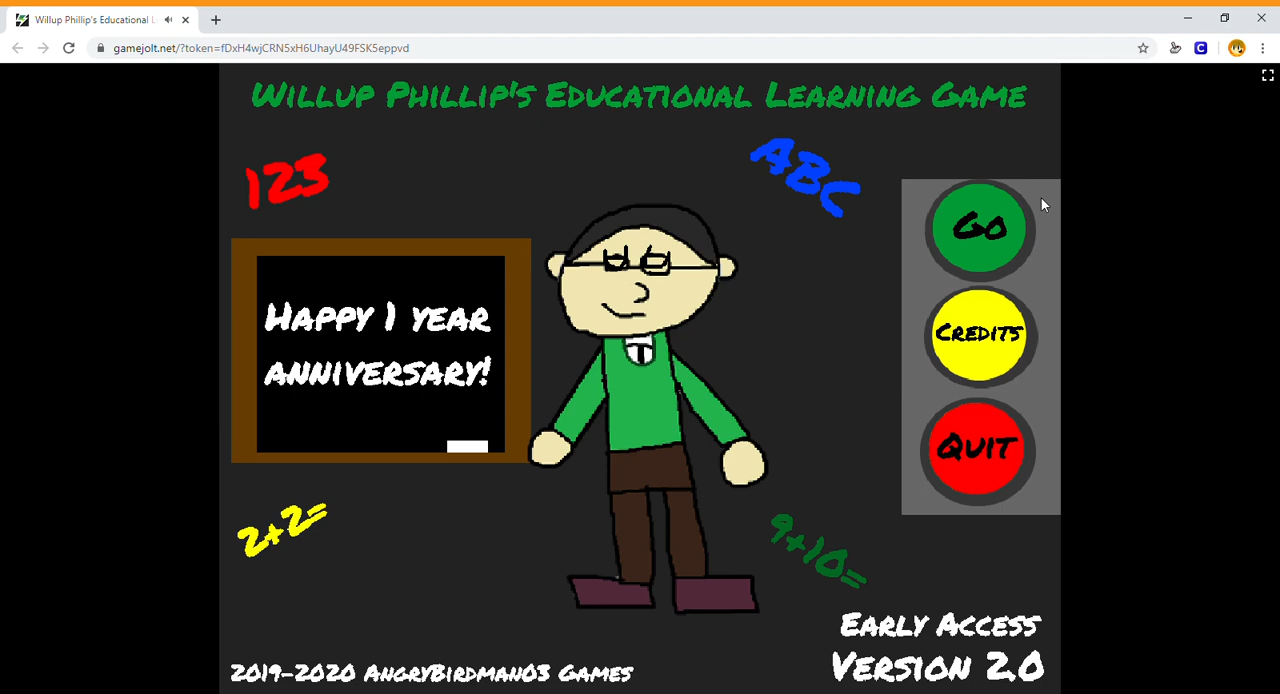 Willup Phillip's Educational L
gamejolt.net/?token=fDxH4wjCRN5xH6UhayU49FSK5eppvd
Willup Phillip's Educational Learning Game
123
ABC
Go
Happy 1 year
anniversary!
Credits
Quit
2+2=
9+10=
Early Access
Version 2.0
2019-2020 AngryBirdman03 Games